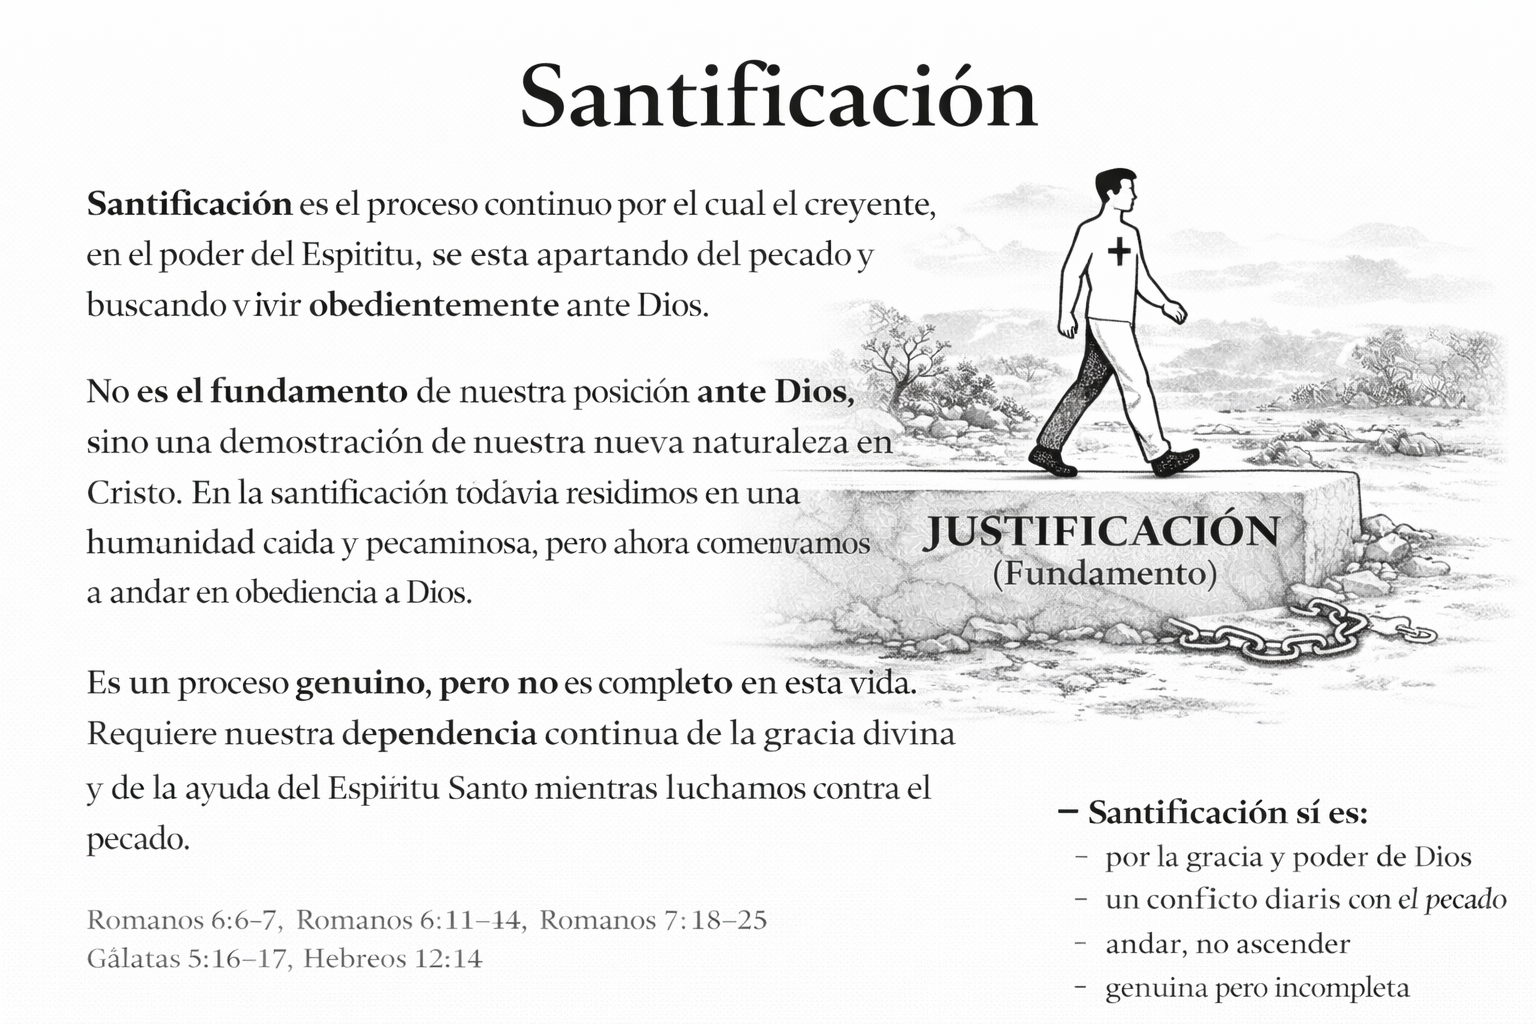 Santificación
Santificación es el proceso continuo por el cual el creyente,
en el poder del Espiritu, se esta apartando del pecado y
buscando vivir obedientemente ante Dios.
No es el fundamento de nuestra posición ante Dios,
sino una demostración de nuestra nueva naturaleza en
Cristo. En la santificación todavia residimos en una
humanidad caida y pecaminosa, pero ahora
a andar en obediencia a Dios.
Es un proceso genuino, pero no es completo en esta vida.
Requiere nuestra dependencia continua de la gracia divina
y de la ayuda del Espíritu Santo mientras luchamos contra el
pecado.
Romanos 6:6–7, Romanos 6:11–14, Romanos 7:18–25
Gålatas 5:16–17, Hebreos 12:14
JUSTIFICACIÓN
(Fundamento)
– Santificación sí es:
– por la gracia y poder de Dios
– un conficto diaris con el pecado
– andar, no ascender
– genuina pero incompleta